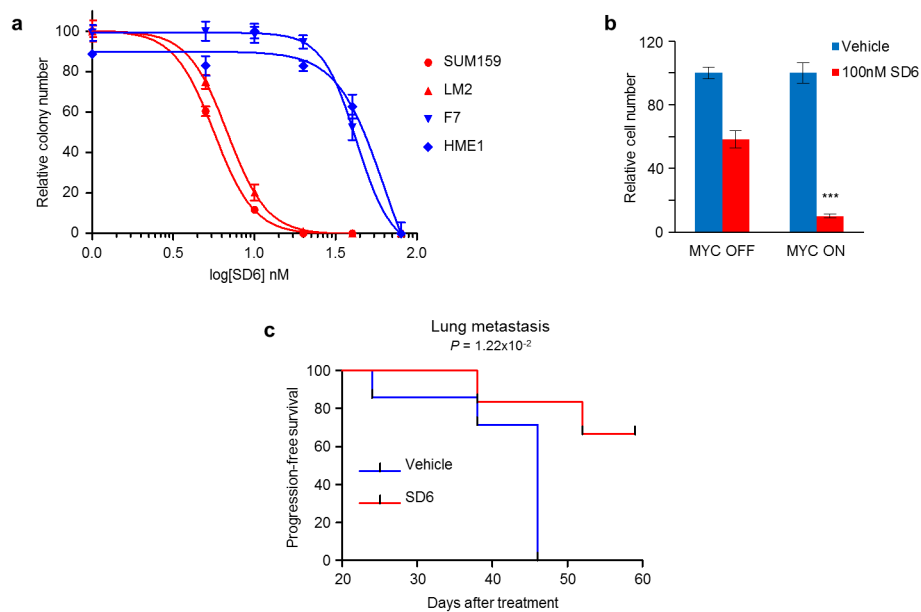 a
Relative colony number
100
80
60
40
20
0
0.0
0.5
1.0
1.5
2.0
log[SD6] nM
SUM159
LM2
F7
HME1
b
Relative cell number
120
100
80
60
40
20
0
MYC OFF
MYC ON
***
Vehicle
100nM SD6
c
Lung metastasis
P = 1.22x10⁻²
Progression-free survival
100
80
60
40
20
0
20
30
40
50
60
Days after treatment
Vehicle
SD6